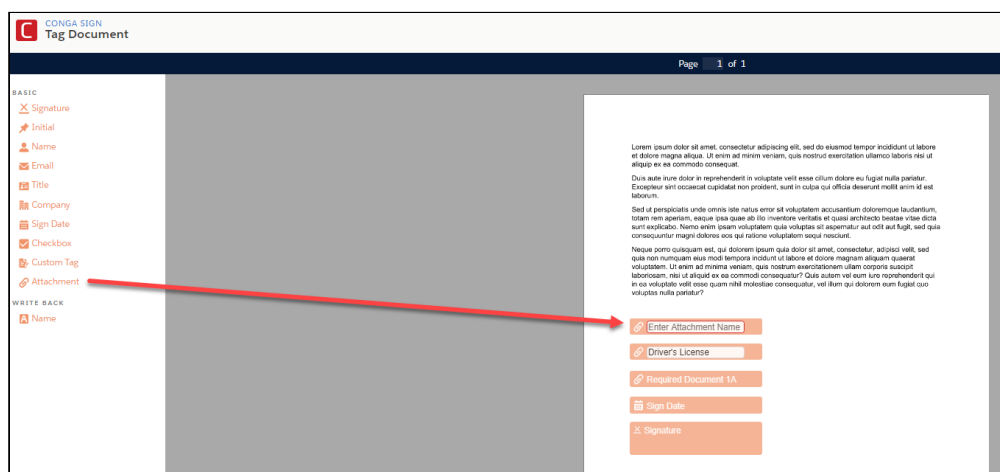 CONGA SIGN
Tag Document
Page 1 of 1
BASIC
Signature
Initial
Name
Email
Title
Company
Sign Date
Checkbox
Custom Tag
Attachment
WRITE BACK
Name
Lorem ipsum dolor sit amet, consectetur adipiscing elit, sed do eiusmod tempor incididunt ut labore
et dolore magna aliqua. Ut enim ad minim veniam, quis nostrud exercitation ullamco laboris nisi ut
aliquip ex ea commodo consequat.
Duis aute irure dolor in reprehenderit in voluptate velit esse cillum dolore eu fugiat nulla pariatur.
Excepteur sint occaecat cupidatat non proident, sunt in culpa qui officia deserunt mollit anim id est
laborum.
Sed ut perspiciatis unde omnis iste natus error sit voluptatem accusantium doloremque laudantium,
totam rem aperiam, eaque ipsa quae ab illo inventore veritatis et quasi architecto beatae vitae dicta
sunt explicabo. Nemo enim ipsam voluptatem quia voluptas sit aspernatur aut odit aut fugit, sed quia
consequuntur magni dolores eos qui ratione voluptatem sequi nesciunt.
Neque porro quisquam est, qui dolorem ipsum quia dolor sit amet, consectetur, adipisci velit, sed
quia non numquam eius modi tempora incidunt ut labore et dolore magnam aliquam quaerat
voluptatem. Ut enim ad minima veniam, quis nostrum exercitationem ullam corporis suscipit
laboriosam, nisi ut aliquid ex ea commodi consequatur? Quis autem vel eum iure reprehenderit qui
in ea voluptate velit esse quam nihil molestiae consequatur, vel illum qui dolorem eum fugiat quo
voluptas nulla pariatur?
Enter Attachment Name
Driver's License
Required Document 1A
Sign Date
Signature